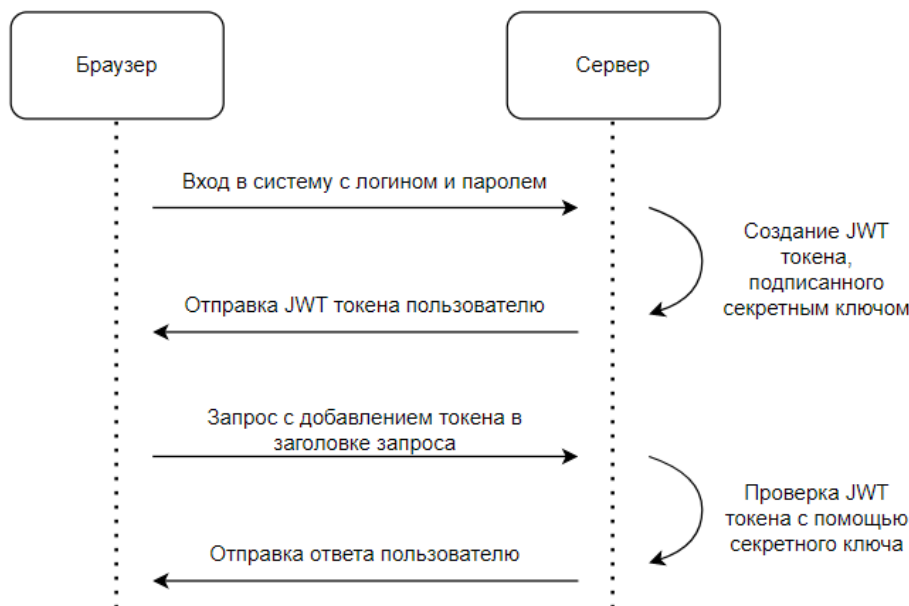 Браузер
Сервер
Вход в систему с логином и паролем
Создание JWT
токена,
подписанного
секретным ключом
Отправка JWT токена пользователю
Запрос с добавлением токена в
заголовке запроса
Проверка JWT
токена с помощью
секретного ключа
Отправка ответа пользователю